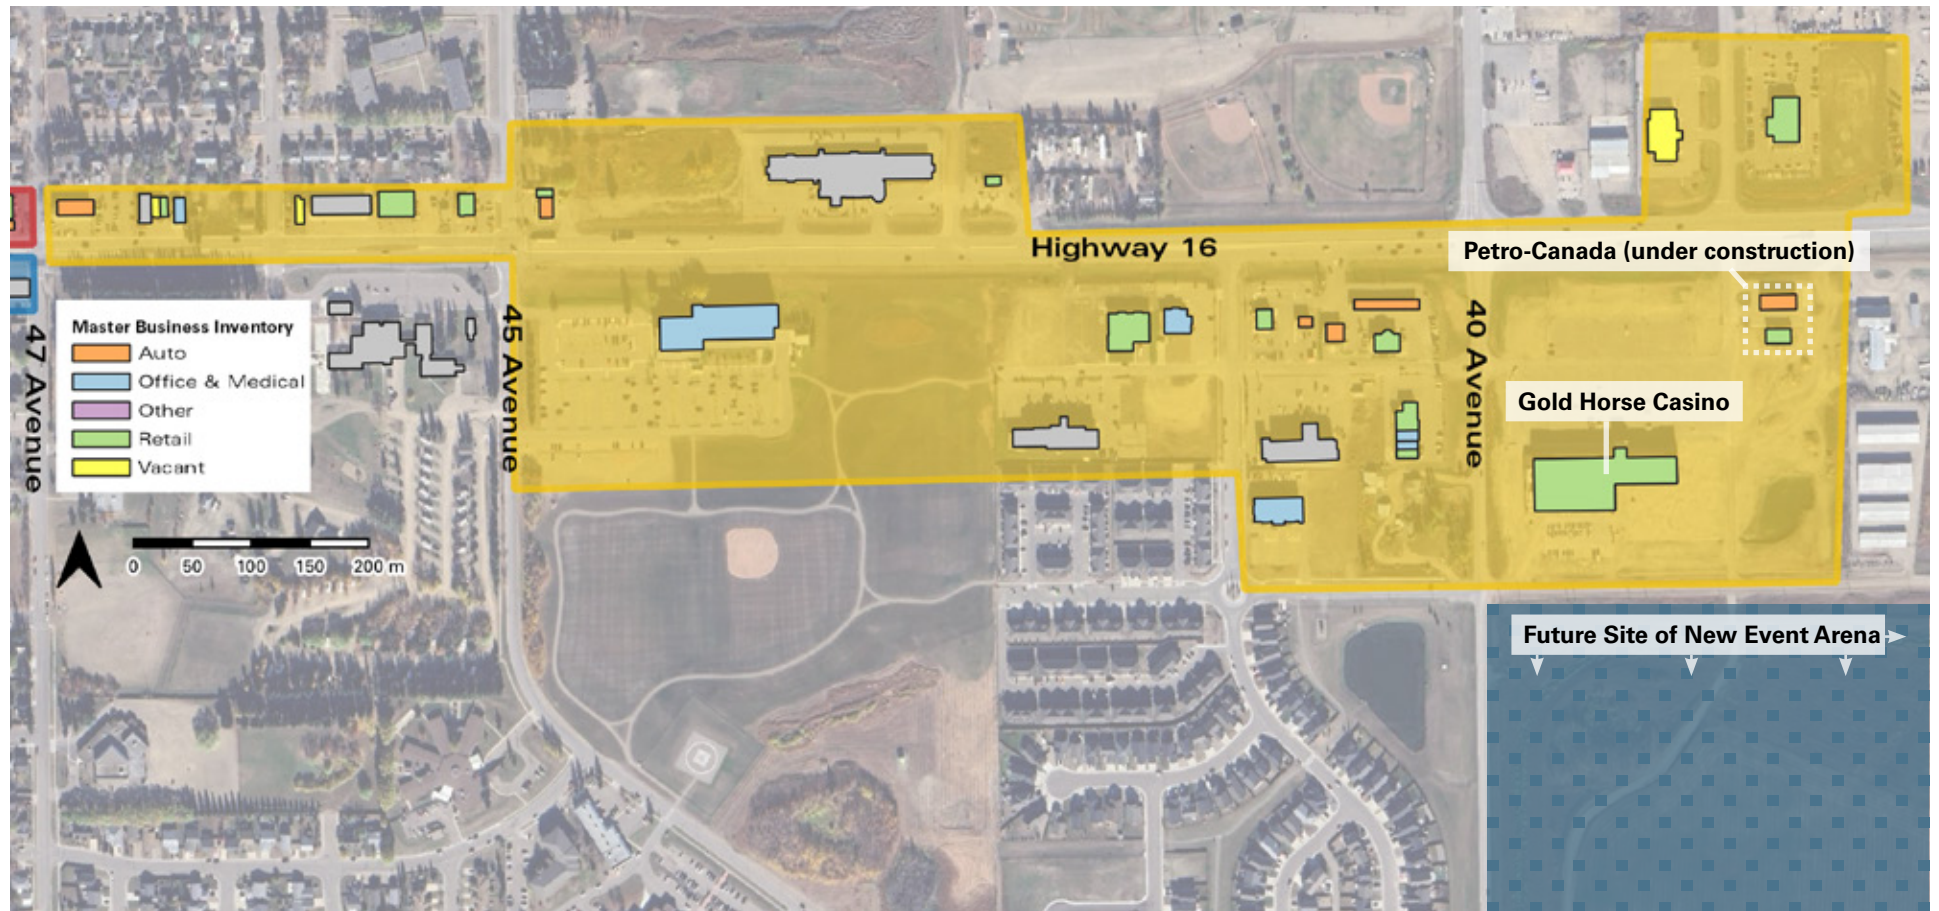 Highway 16
Petro-Canada (under construction)
47 Avenue
45 Avenue
40 Avenue
Master Business Inventory
Auto
Office & Medical
Other
Retail
Vacant
Gold Horse Casino
0 50 100 150 200 m
Future Site of New Event Arena